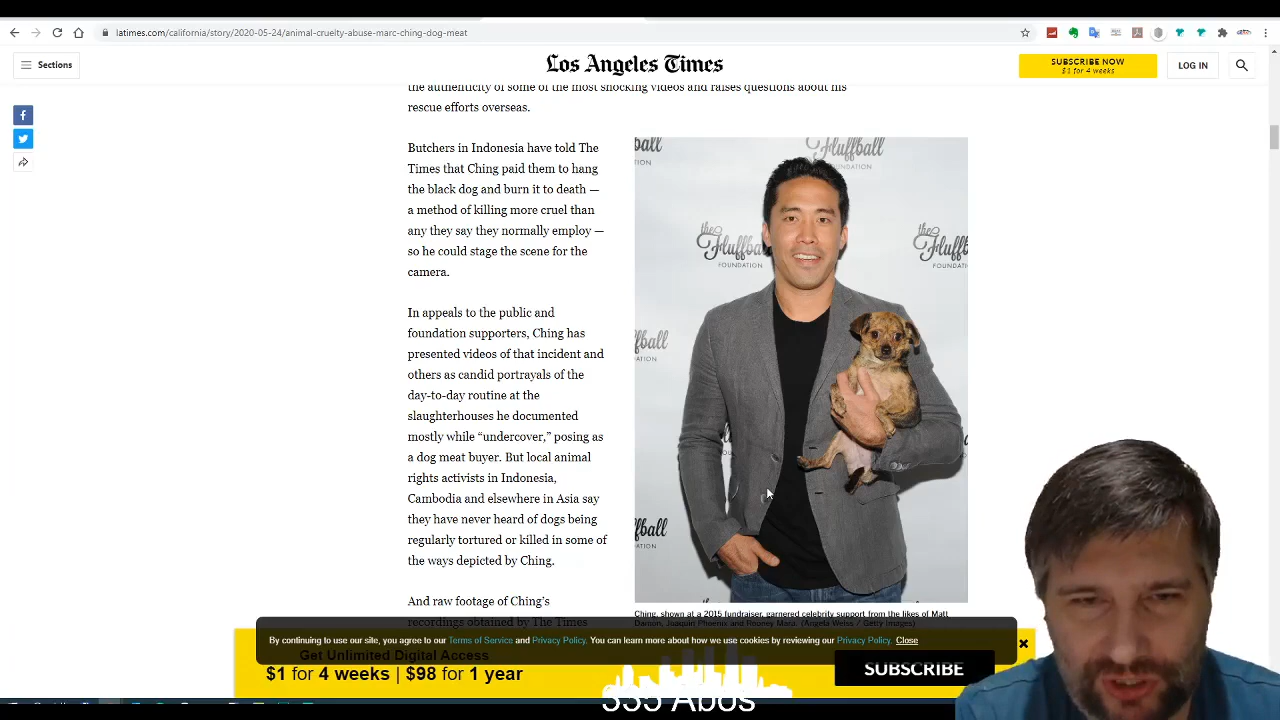 latimes.com/california/story/2020-05-24/animal-cruelty-abuse-marc-ching-dog-meat
Sections
Los Angeles Times
SUBSCRIBE NOW
$1 for 4 weeks
LOG IN
the authenticity of some of the most shocking videos and raises questions about his
rescue efforts overseas.
Butchers in Indonesia have told The
Times that Ching paid them to hang
the black dog and burn it to death —
a method of killing more cruel than
any they say they normally employ —
so he could stage the scene for the
camera.
In appeals to the public and
foundation supporters, Ching has
presented videos of that incident and
others as candid portrayals of the
day-to-day routine at the
slaughterhouses he documented
mostly while “undercover,” posing as
a dog meat buyer. But local animal
rights activists in Indonesia,
Cambodia and elsewhere in Asia say
they have never heard of dogs being
regularly tortured or killed in some of
the ways depicted by Ching.
And raw footage of Ching’s
recordings obtained by The Times
the Fluffball
FOUNDATION
Ching, shown at a 2015 fundraiser, garnered celebrity support from the likes of Matt
Damon, Joaquin Phoenix and Rooney Mara. (Angela Weiss / Getty Images)
By continuing to use our site, you agree to our Terms of Service and Privacy Policy. You can learn more about how we use cookies by reviewing our Privacy Policy. Close
Get Unlimited Digital Access
$1 for 4 weeks | $98 for 1 year
SUBSCRIBE
335 Abos